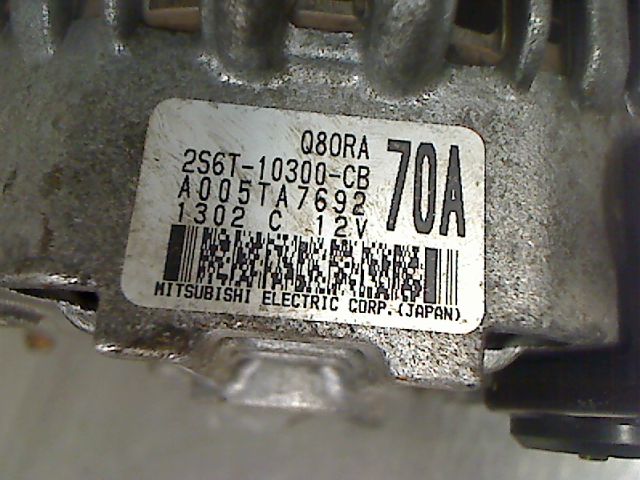 Q80RA
2S6T-10300-CB
70A
A005TA7692
1302 C 12V
MITSUBISHI ELECTRIC CORP.(JAPAN)